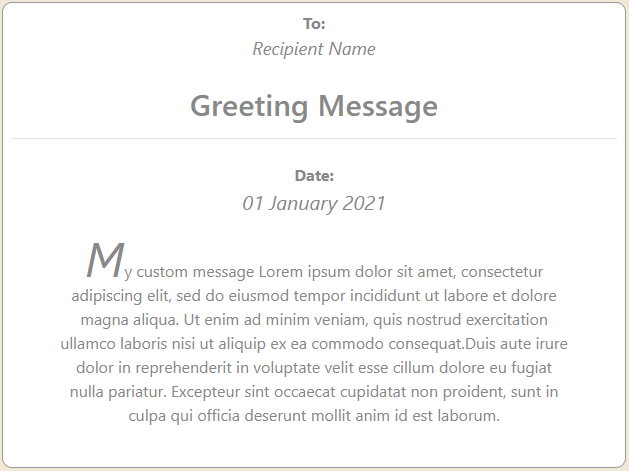 To:
Recipient Name
Greeting Message
Date:
01 January 2021
My custom message Lorem ipsum dolor sit amet, consectetur
adipiscing elit, sed do eiusmod tempor incididunt ut labore et dolore
magna aliqua. Ut enim ad minim veniam, quis nostrud exercitation
ullamco laboris nisi ut aliquip ex ea commodo consequat.Duis aute irure
dolor in reprehenderit in voluptate velit esse cillum dolore eu fugiat
nulla pariatur. Excepteur sint occaecat cupidatat non proident, sunt in
culpa qui officia deserunt mollit anim id est laborum.